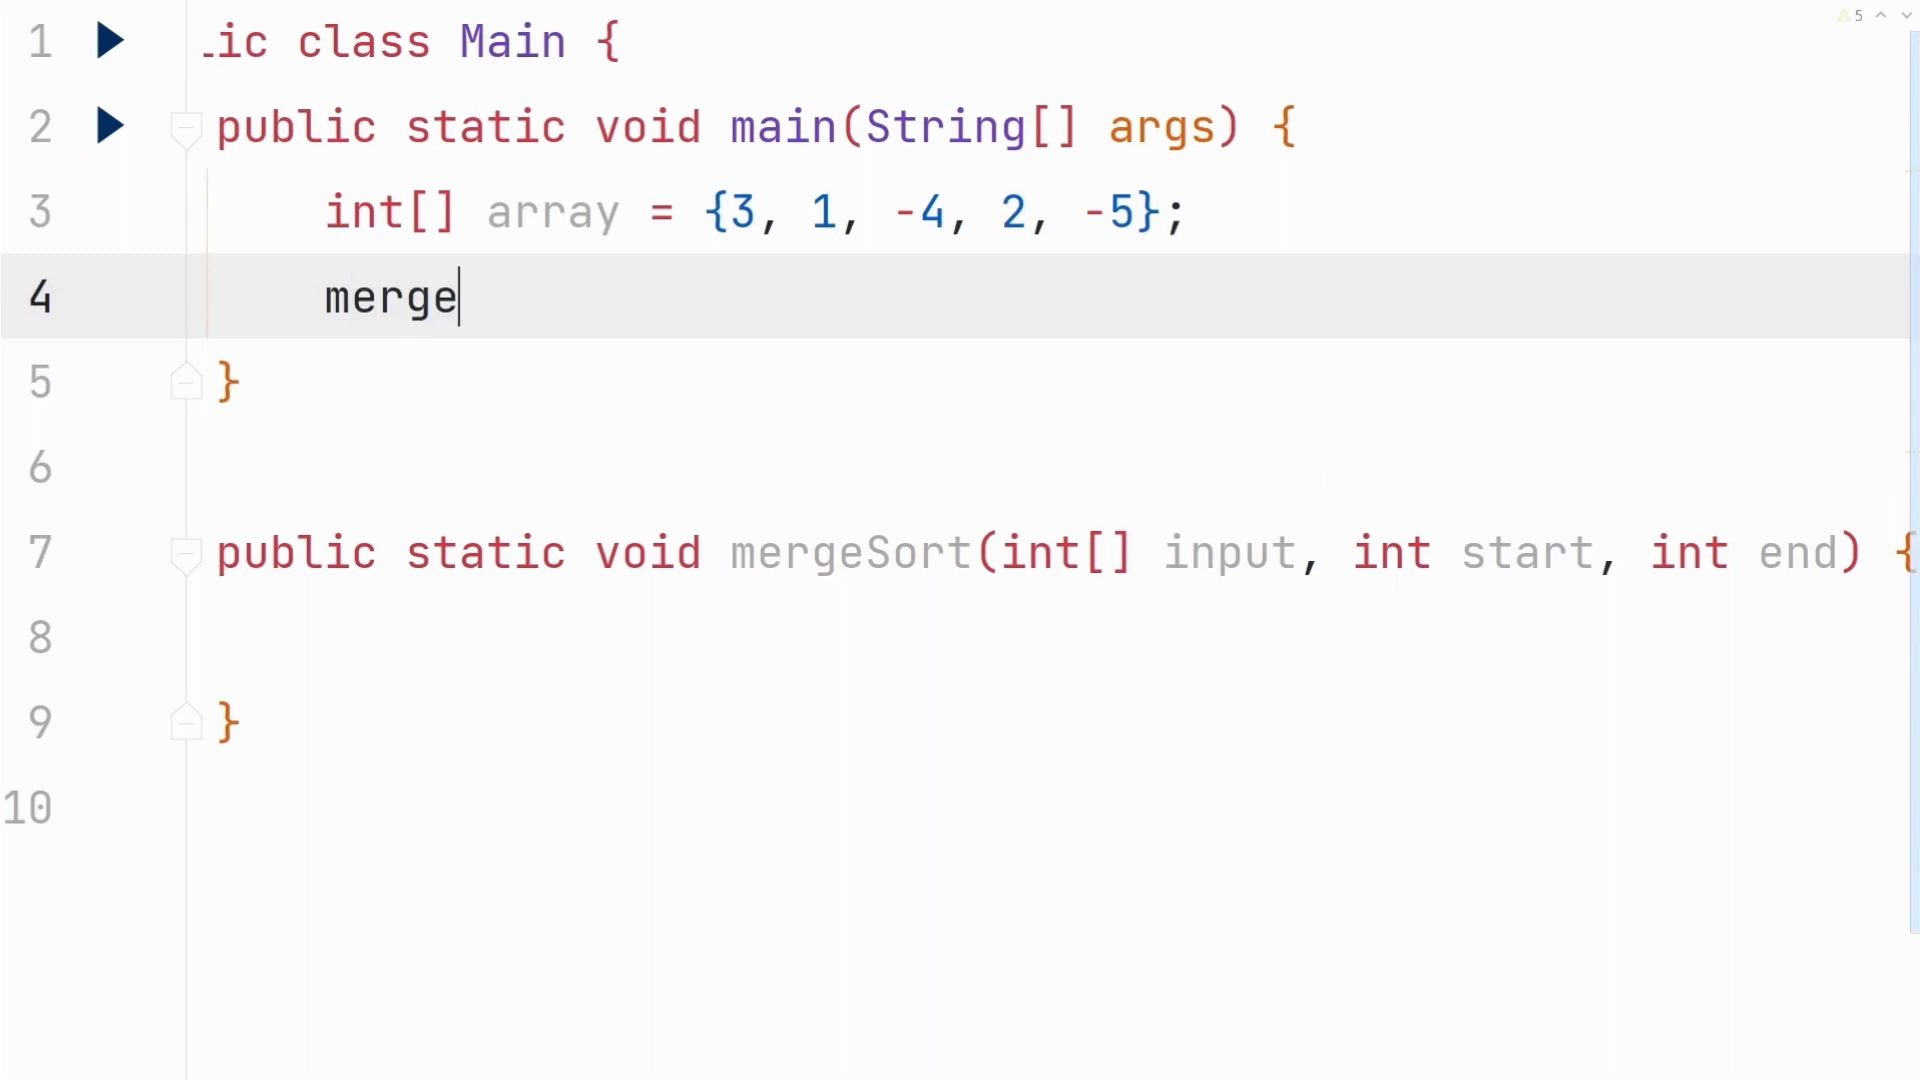 5
1 ic class Main {
2 public static void main(String[] args) {
3 int[] array = {3, 1, -4, 2, -5};
4 merge
5 }
6
7 public static void mergeSort(int[] input, int start, int end) {
8
9 }
10